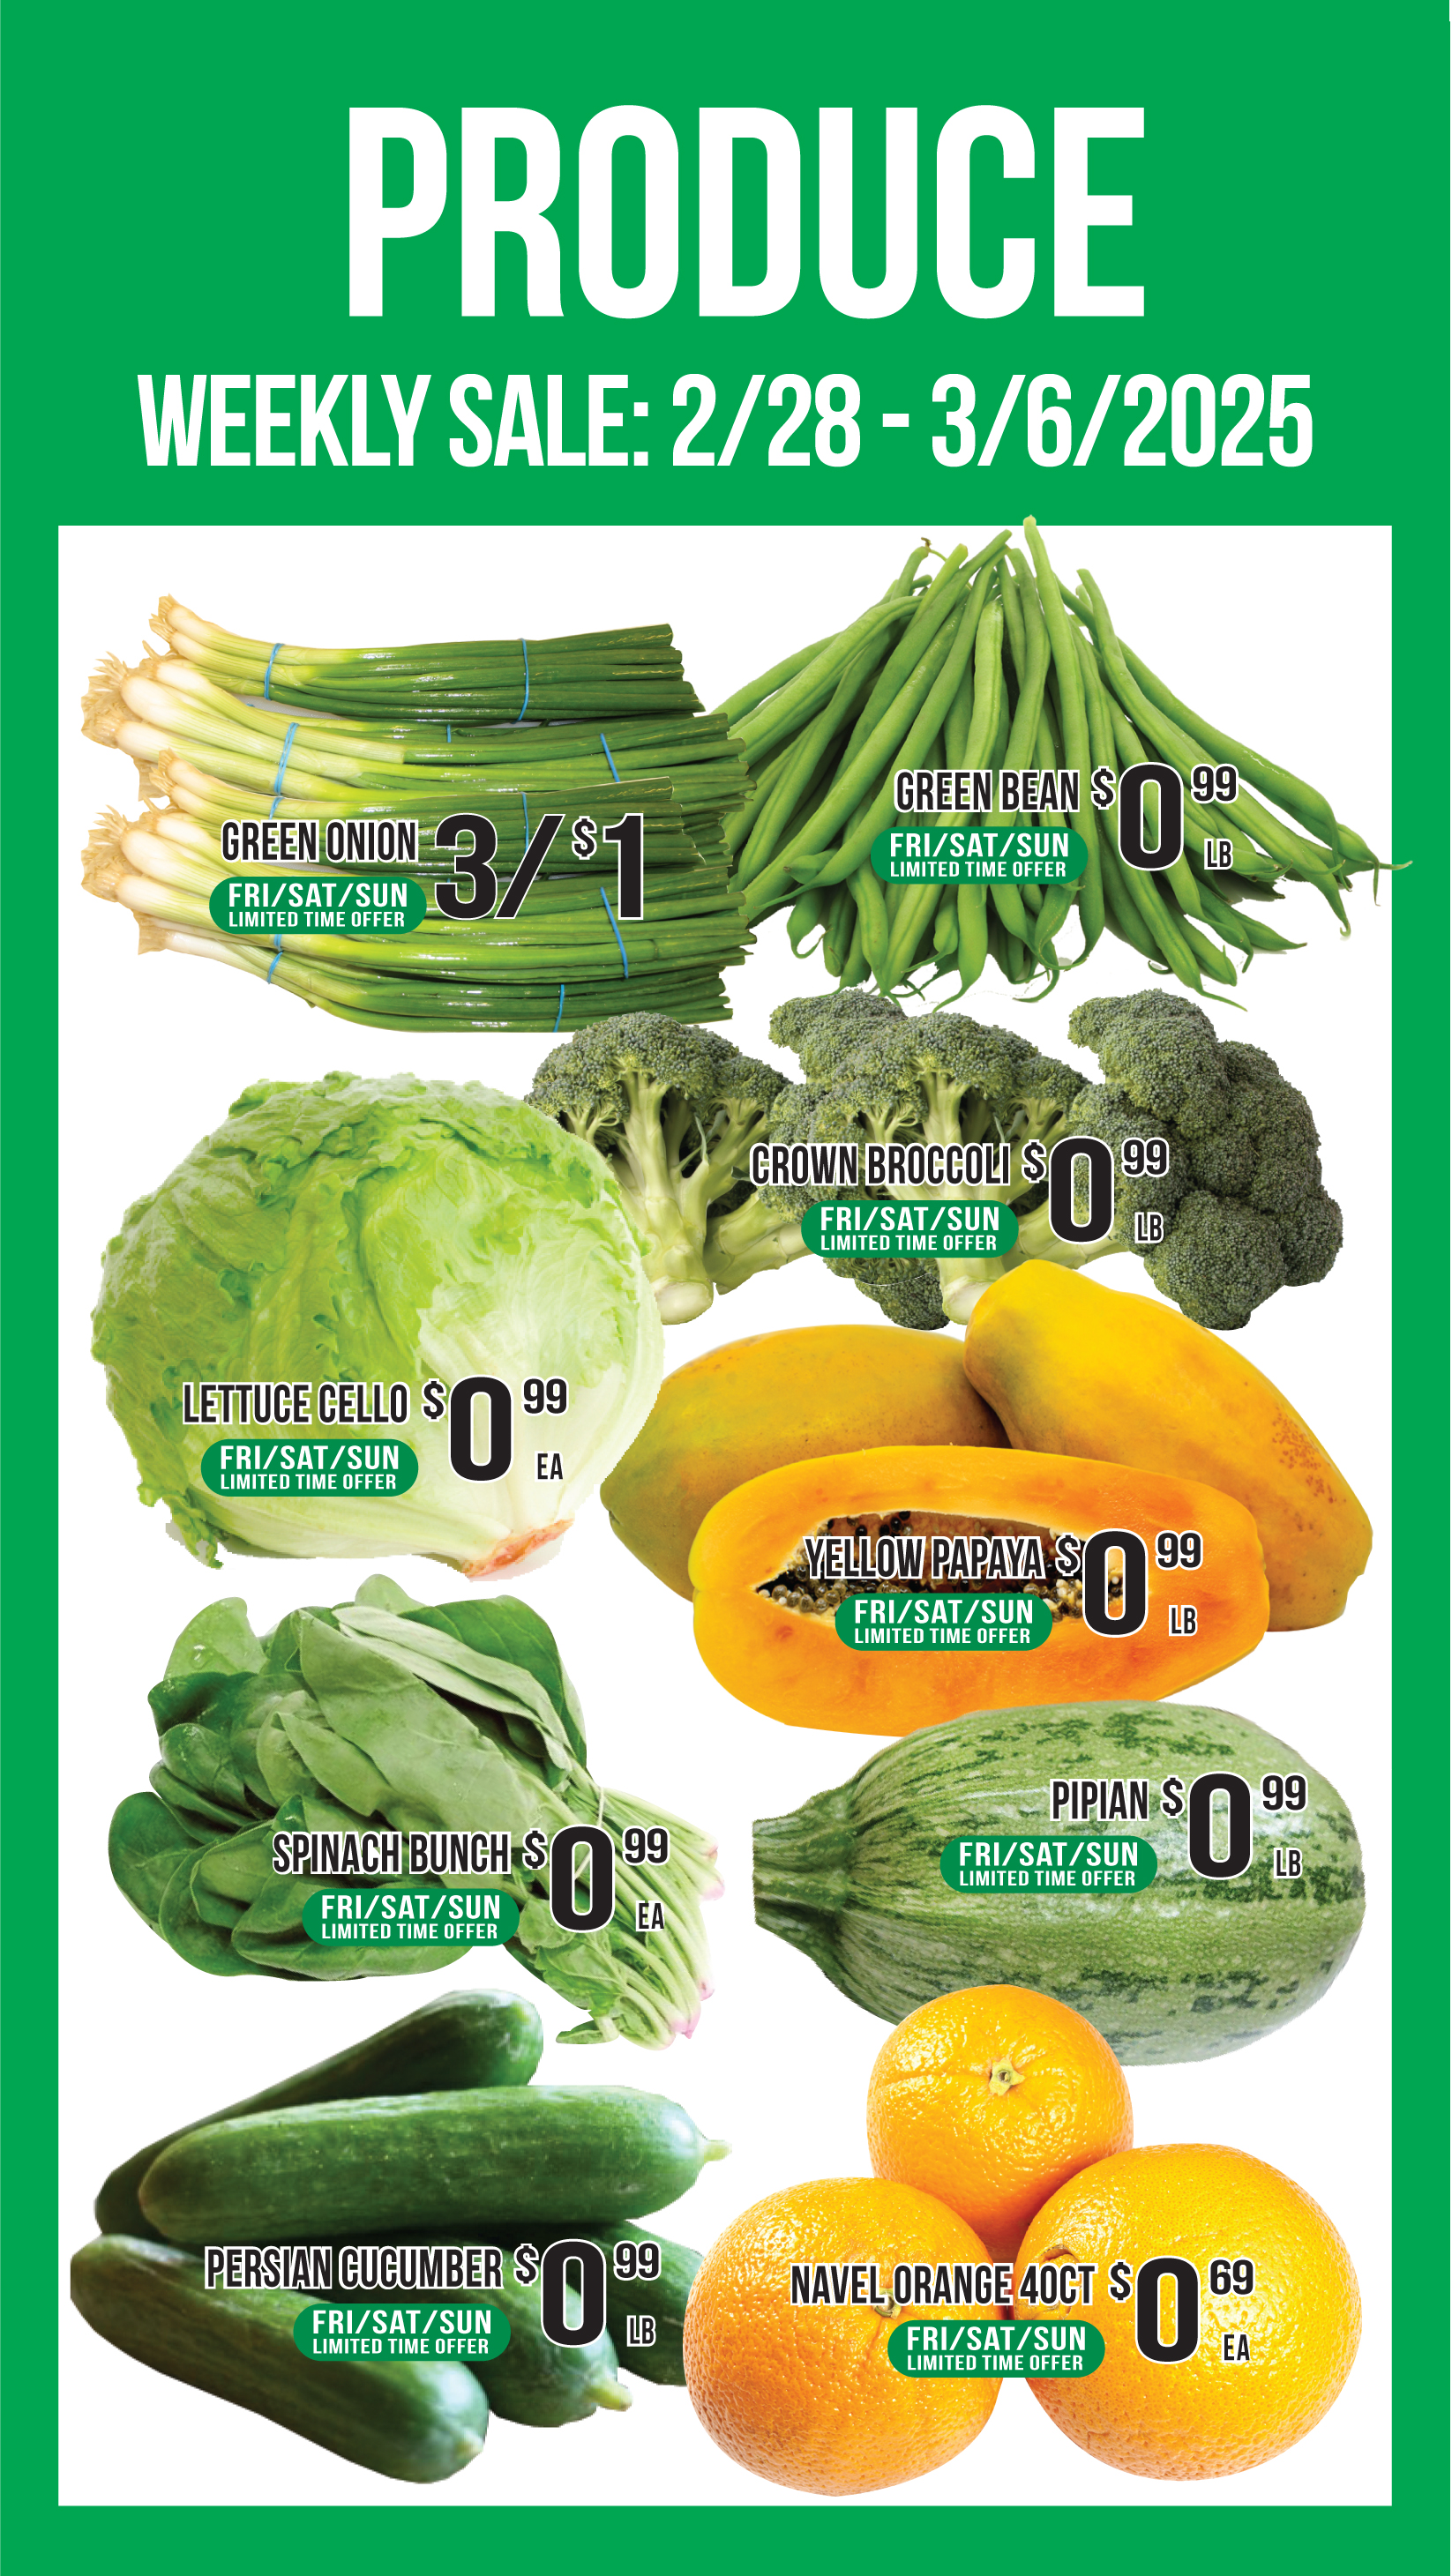 PRODUCE
WEEKLY SALE: 2/28 - 3/6/2025
GREEN ONION 3/$1
FRI/SAT/SUN
LIMITED TIME OFFER
GREEN BEAN $0 99 LB
FRI/SAT/SUN
LIMITED TIME OFFER
CROWN BROCCOLI $0 99 LB
FRI/SAT/SUN
LIMITED TIME OFFER
LETTUCE CELLO $0 99 EA
FRI/SAT/SUN
LIMITED TIME OFFER
YELLOW PAPAYA $0 99 LB
FRI/SAT/SUN
LIMITED TIME OFFER
SPINACH BUNCH $0 99 EA
FRI/SAT/SUN
LIMITED TIME OFFER
PIPIAN $0 99 LB
FRI/SAT/SUN
LIMITED TIME OFFER
PERSIAN CUCUMBER $0 99 LB
FRI/SAT/SUN
LIMITED TIME OFFER
NAVEL ORANGE 40CT $0 69 EA
FRI/SAT/SUN
LIMITED TIME OFFER